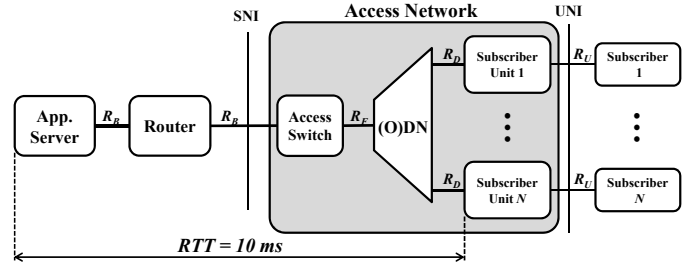 SNI
Access Network
UNI
App.
Server
R_B
Router
R_B
Access
Switch
R_F
(O)DN
R_D
Subscriber
Unit 1
R_U
Subscriber
1
R_D
Subscriber
Unit N
R_U
Subscriber
N
RTT = 10 ms